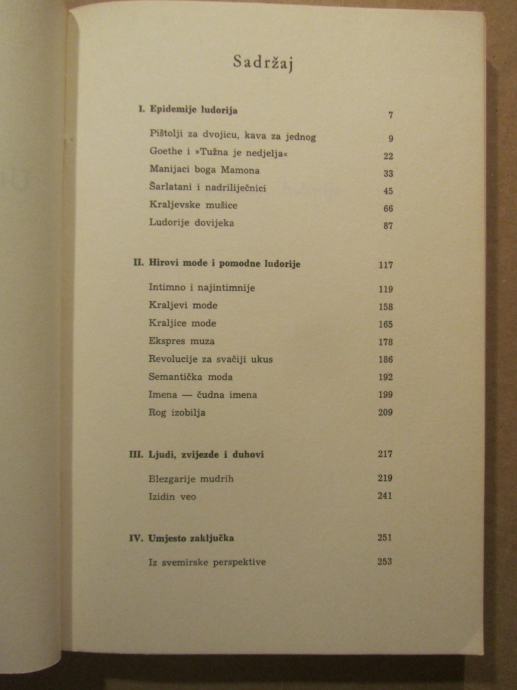 Sadržaj
I. Epidemije ludorija 7
Pištolji za dvojicu, kava za jednog 9
Goethe i »Tužna je nedjelja« 22
Manijaci boga Mamona 33
Šarlatani i nadriliječnici 45
Kraljevske mušice 66
Ludorije dovijeka 87
II. Hirovi mode i pomodne ludorije 117
Intimno i najintimnije 119
Kraljevi mode 158
Kraljice mode 165
Ekspres muza 178
Revolucije za svačiji ukus 186
Semantička moda 192
Imena — čudna imena 199
Rog izobilja 209
III. Ljudi, zvijezde i duhovi 217
Blezgarije mudrih 219
Izidin veo 241
IV. Umjesto zaključka 251
Iz svemirske perspektive 253